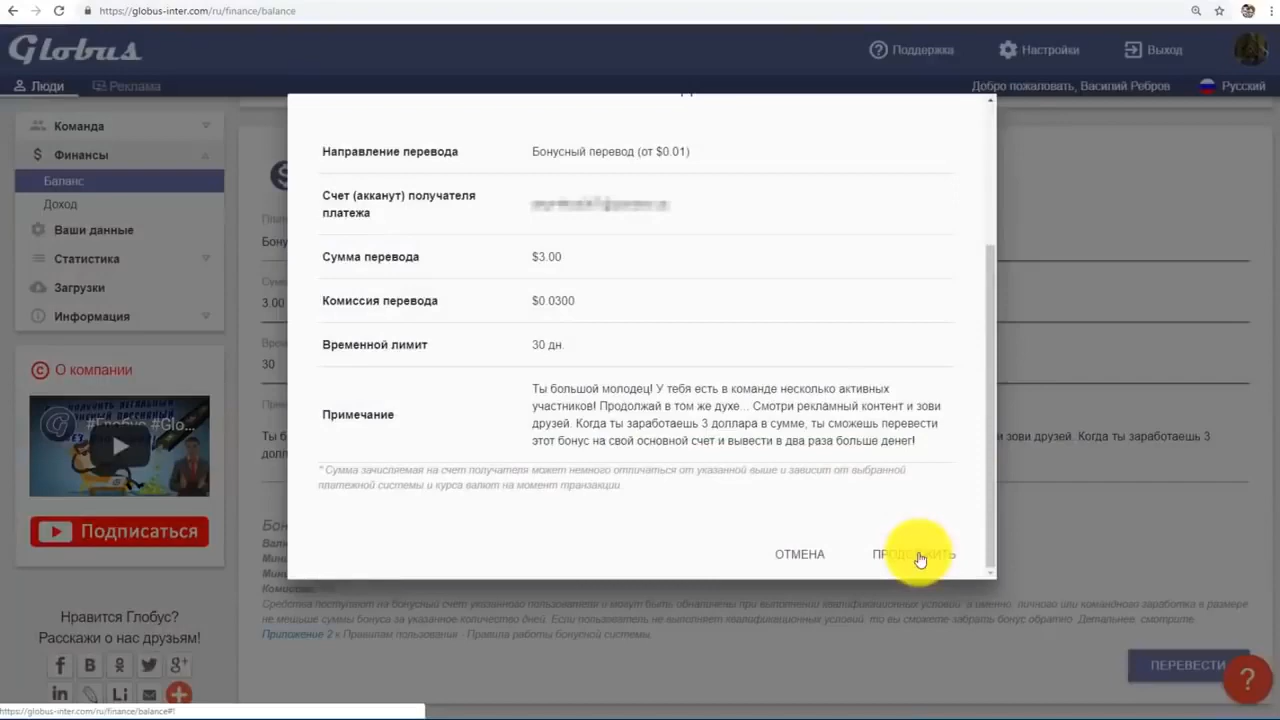 https://globus-inter.com/ru/finance/balance
Globus
Поддержка
Настройки
Выход
Люди
Реклама
Добро пожаловать, Василий Ребров
Русский
Команда
Финансы
Баланс
Доход
Ваши данные
Статистика
Загрузки
Информация
О компании
#Глобус #Glo...
Подписаться
Нравится Глобус?
Расскажи о нас друзьям!
Направление перевода
Бонусный перевод (от $0.01)
Счет (аккаунт) получателя
платежа
Сумма перевода
$3.00
Комиссия перевода
$0.0300
Временной лимит
30 дн.
Примечание
Ты большой молодец! У тебя есть в команде несколько активных
участников! Продолжай в том же духе... Смотри рекламный контент и зови
друзей. Когда ты заработаешь 3 доллара в сумме, ты сможешь перевести
этот бонус на свой основной счет и вывести в два раза больше денег!
* Сумма зачисляемая на счет получателя может немного отличаться от указанной выше и зависит от выбранной
платежной системы и курса валют на момент транзакции
ОТМЕНА
ПРОДОЛЖИТЬ
3.00
30
и зови друзей. Когда ты заработаешь 3
Средства поступают на бонусный счет указанного пользователя и могут быть обналичены при выполнении квалификационных условий, а именно, личного или командного заработка в размере
не меньше суммы бонуса за указанное количество дней. Если пользователь не выполняет квалификационных условий, то вы сможете забрать бонус обратно. Детальнее, смотрите
Приложение 2 к Правилам пользования - Правила работы бонусной системы.
ПЕРЕВЕСТИ
?
https://globus-inter.com/ru/finance/balance#!